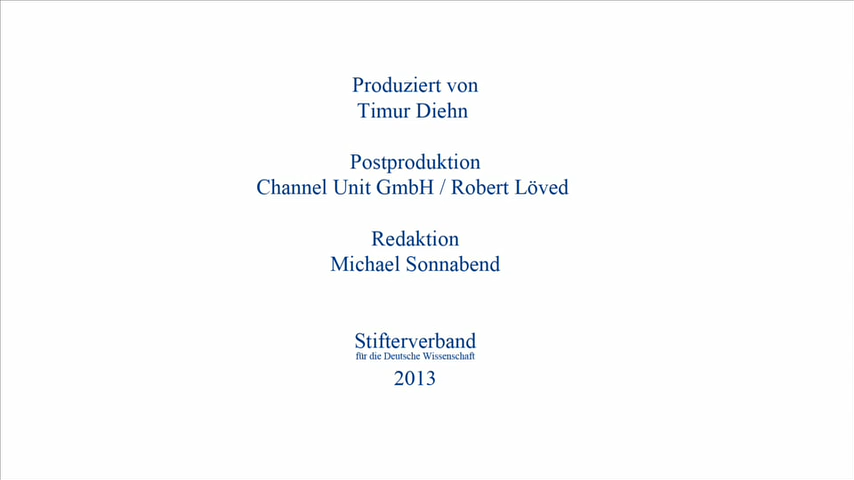 Produziert von
Timur Diehn
Postproduktion
Channel Unit GmbH / Robert Löved
Redaktion
Michael Sonnabend
Stifterverband
für die Deutsche Wissenschaft
2013